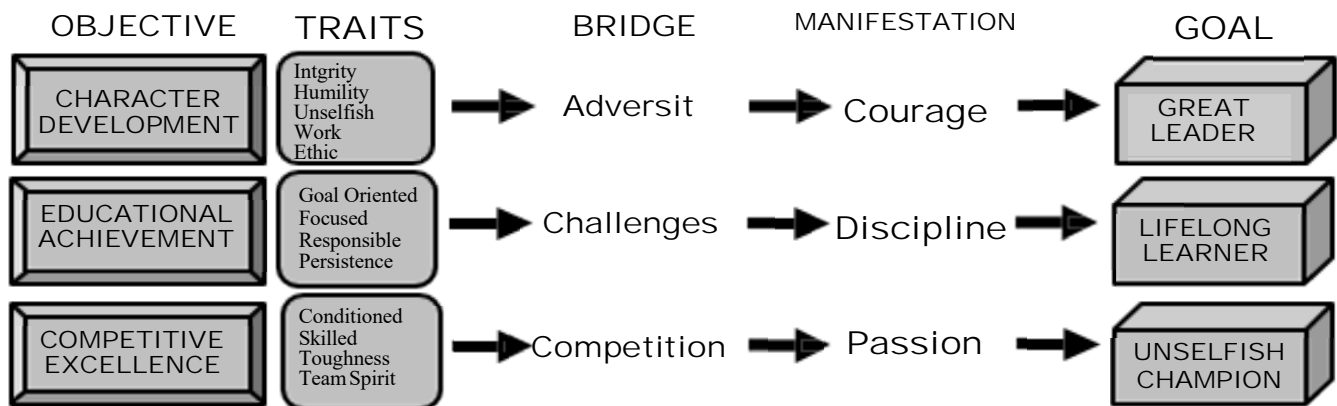 OBJECTIVE TRAITS BRIDGE MANIFESTATION GOAL
CHARACTER
DEVELOPMENT
Intgrity
Humility
Unselfish
Work
Ethic
Adversit
Courage
GREAT
LEADER
EDUCATIONAL
ACHIEVEMENT
Goal Oriented
Focused
Responsible
Persistence
Challenges
Discipline
LIFELONG
LEARNER
COMPETITIVE
EXCELLENCE
Conditioned
Skilled
Toughness
Team Spirit
Competition
Passion
UNSELFISH
CHAMPION